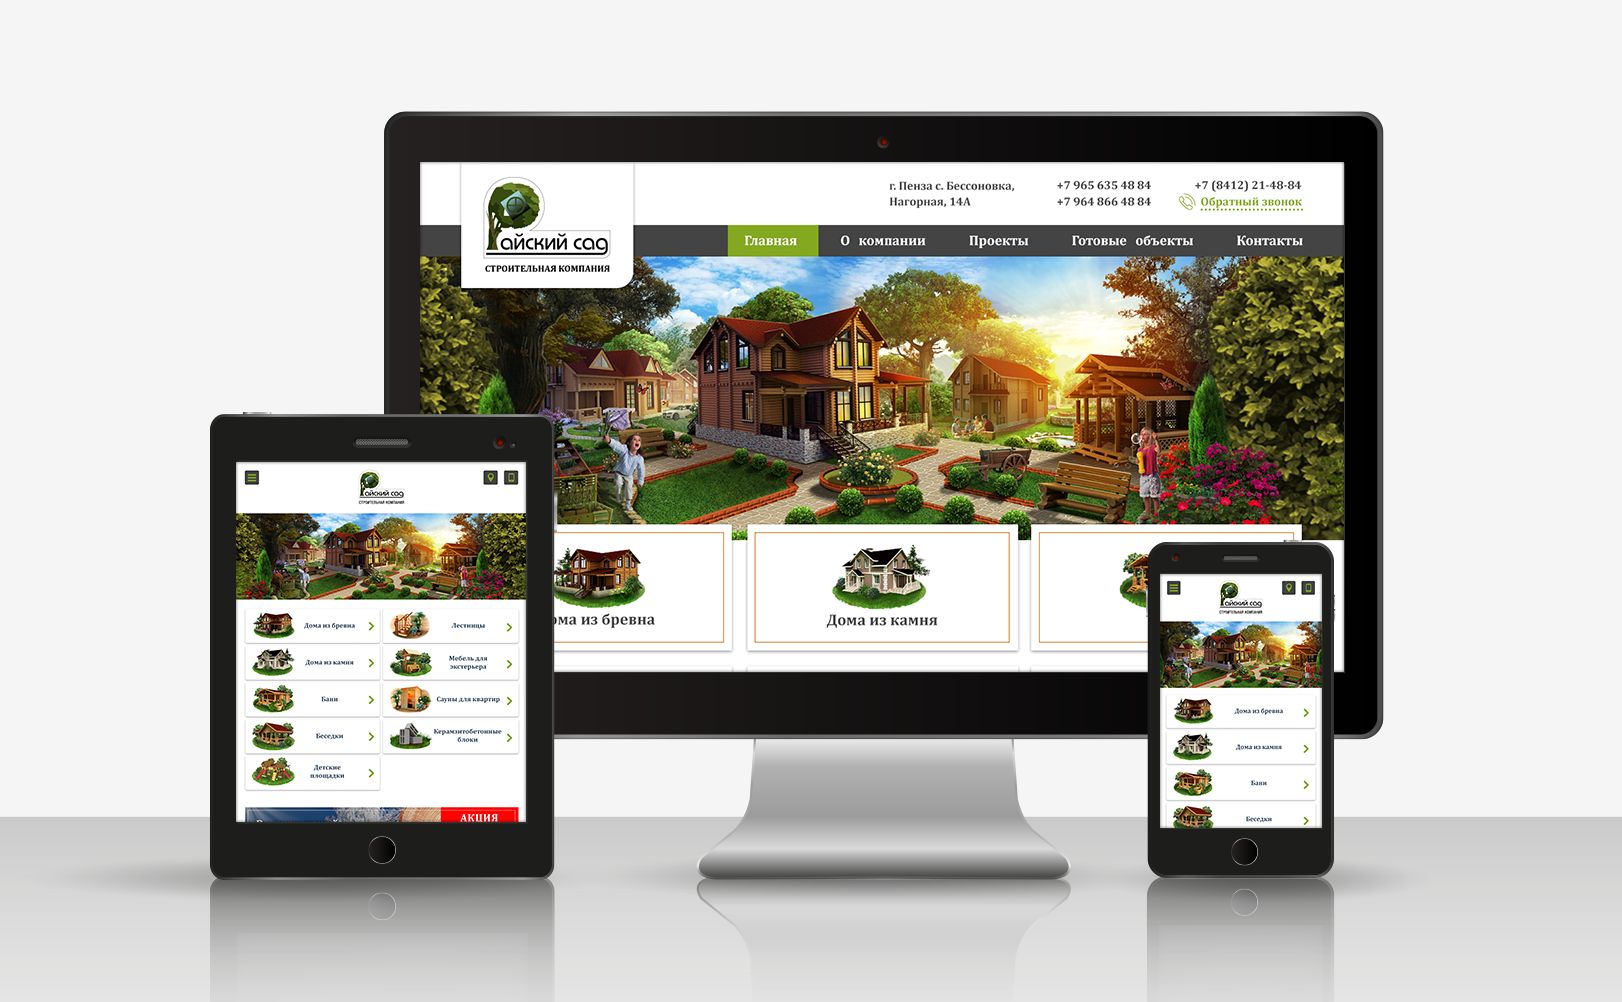 Райский сад
СТРОИТЕЛЬНАЯ КОМПАНИЯ
г. Пенза с. Бессоновка,
Нагорная, 14А
+7 965 635 48 84
+7 964 866 48 84
+7 (8412) 21-48-84
Обратный звонок
Главная
О компании
Проекты
Готовые объекты
Контакты
ома из бревна
Дома из камня
Райский сад
СТРОИТЕЛЬНАЯ КОМПАНИЯ
Дома из бревна
Лестницы
Дома из камня
Мебель для
экстерьера
Бани
Сауны для квартир
Беседки
Керамзитобетонные
блоки
Детские
площадки
АКЦИЯ
Райский сад
СТРОИТЕЛЬНАЯ КОМПАНИЯ
Дома из бревна
Дома из камня
Бани
Беседки